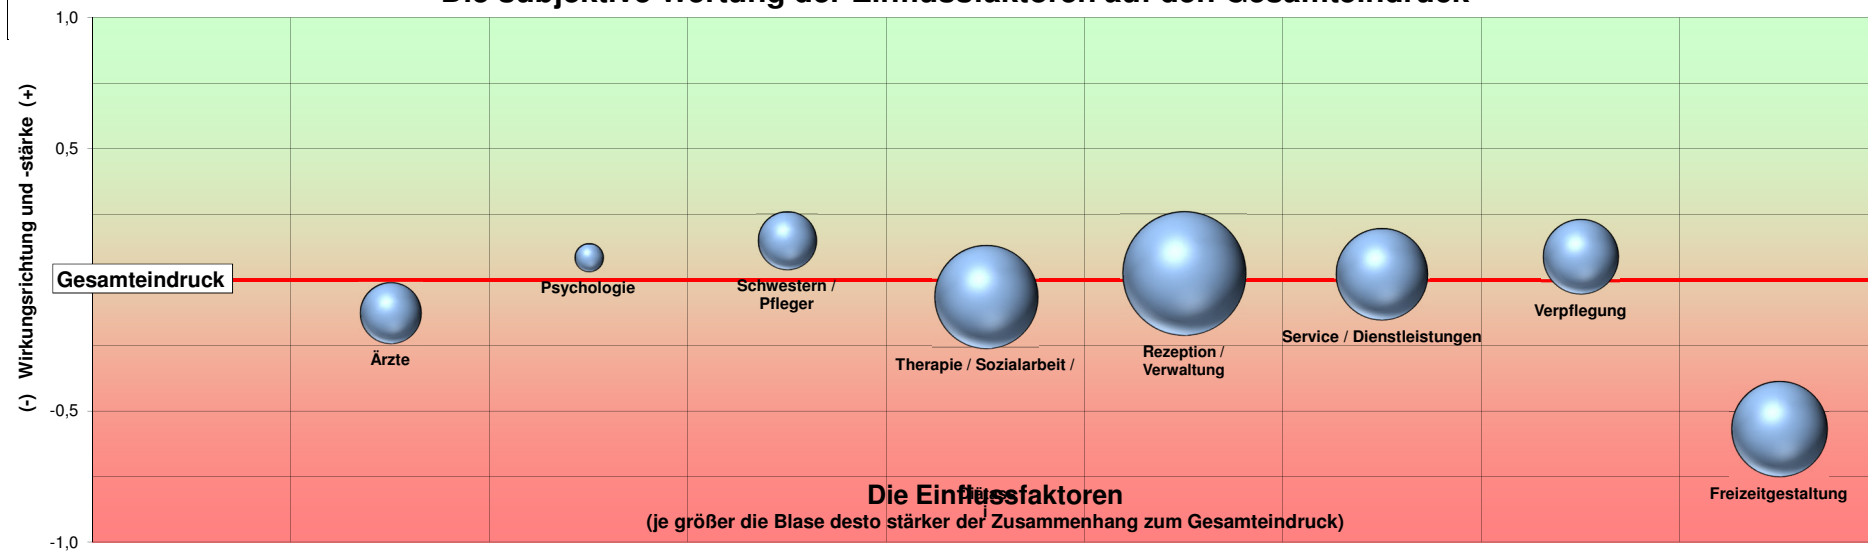 Die subjektive Wertung der Einflussfaktoren auf den Gesamteindruck
1,0
0,5
-0,5
-1,0
(-) Wirkungsrichtung und -stärke (+)
Gesamteindruck
Ärzte
Psychologie
Schwestern /
Pfleger
Therapie / Sozialarbeit /
Rezeption /
Verwaltung
Service / Dienstleistungen
Verpflegung
Freizeitgestaltung
Die Einflussfaktoren
(je größer die Blase desto stärker der Zusammenhang zum Gesamteindruck)